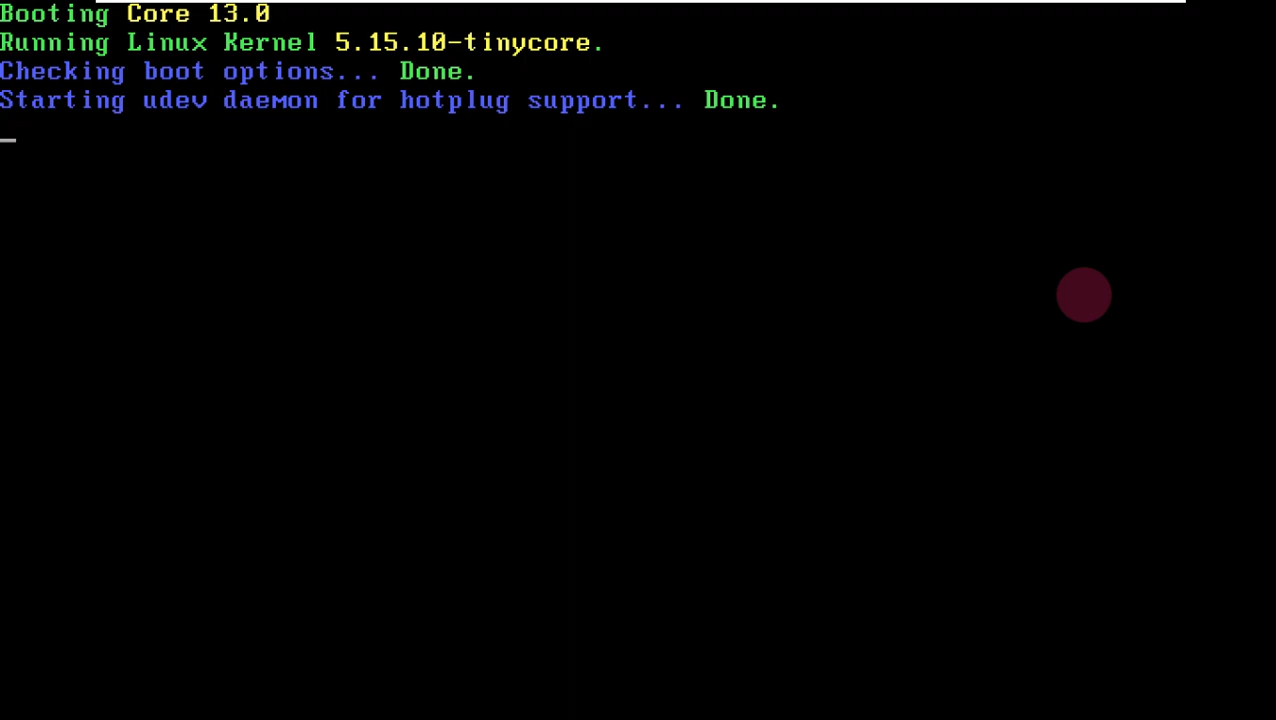 Booting Core 13.0
Running Linux Kernel 5.15.10-tinycore.
Checking boot options... Done.
Starting udev daemon for hotplug support... Done.